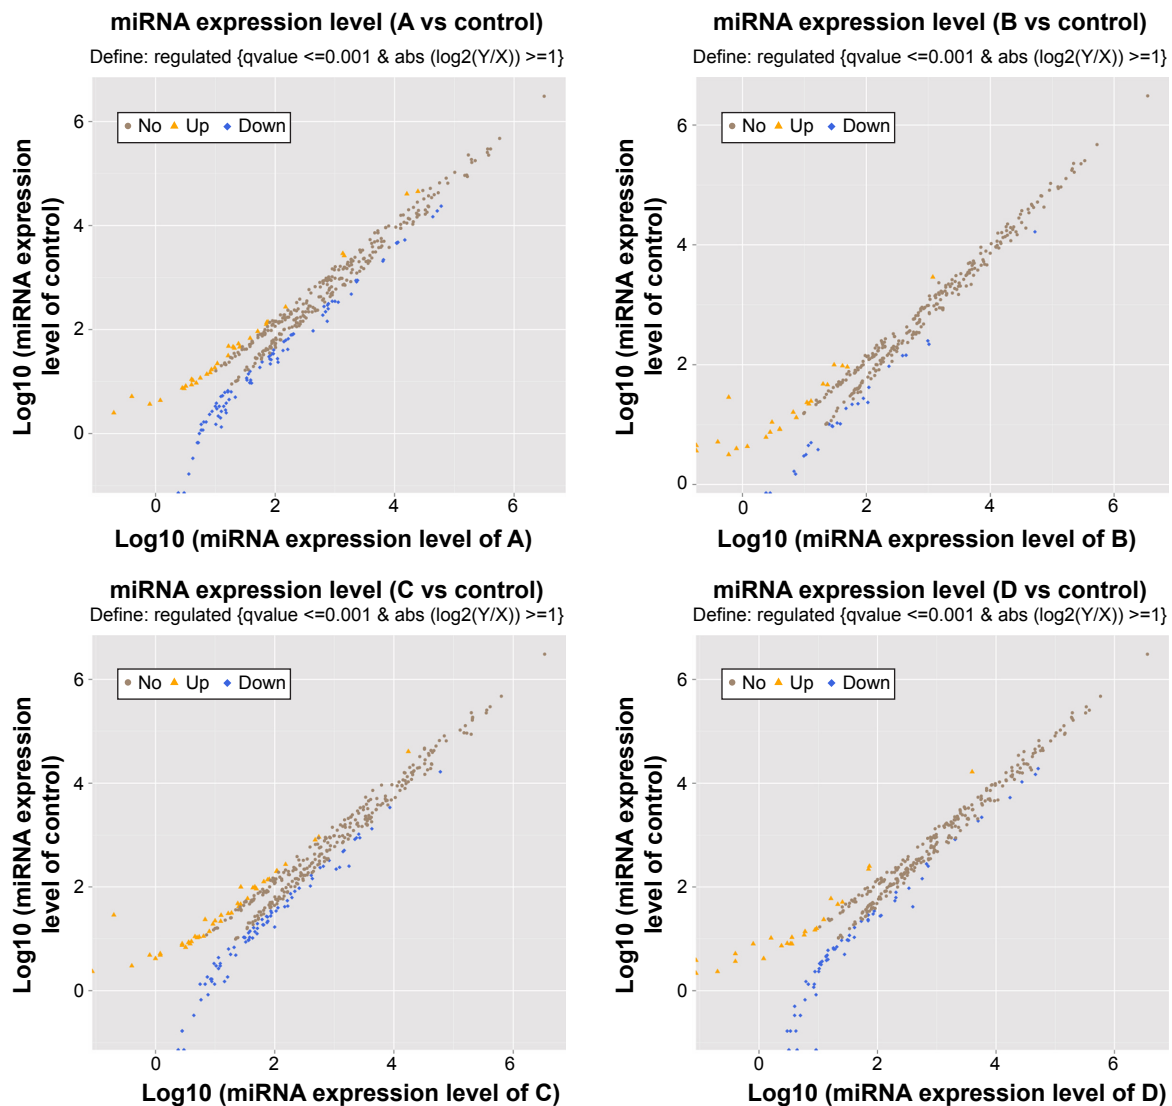 miRNA expression level (A vs control)
Define: regulated {qvalue <=0.001 & abs (log2(Y/X)) >=1}
No Up Down
6
4
2
0
Log10 (miRNA expression
level of control)
0 2 4 6
Log10 (miRNA expression level of A)
miRNA expression level (B vs control)
Define: regulated {qvalue <=0.001 & abs (log2(Y/X)) >=1}
No Up Down
6
4
2
0
Log10 (miRNA expression
level of control)
0 2 4 6
Log10 (miRNA expression level of B)
miRNA expression level (C vs control)
Define: regulated {qvalue <=0.001 & abs (log2(Y/X)) >=1}
No Up Down
6
4
2
0
Log10 (miRNA expression
level of control)
0 2 4 6
Log10 (miRNA expression level of C)
miRNA expression level (D vs control)
Define: regulated {qvalue <=0.001 & abs (log2(Y/X)) >=1}
No Up Down
6
4
2
0
Log10 (miRNA expression
level of control)
0 2 4 6
Log10 (miRNA expression level of D)